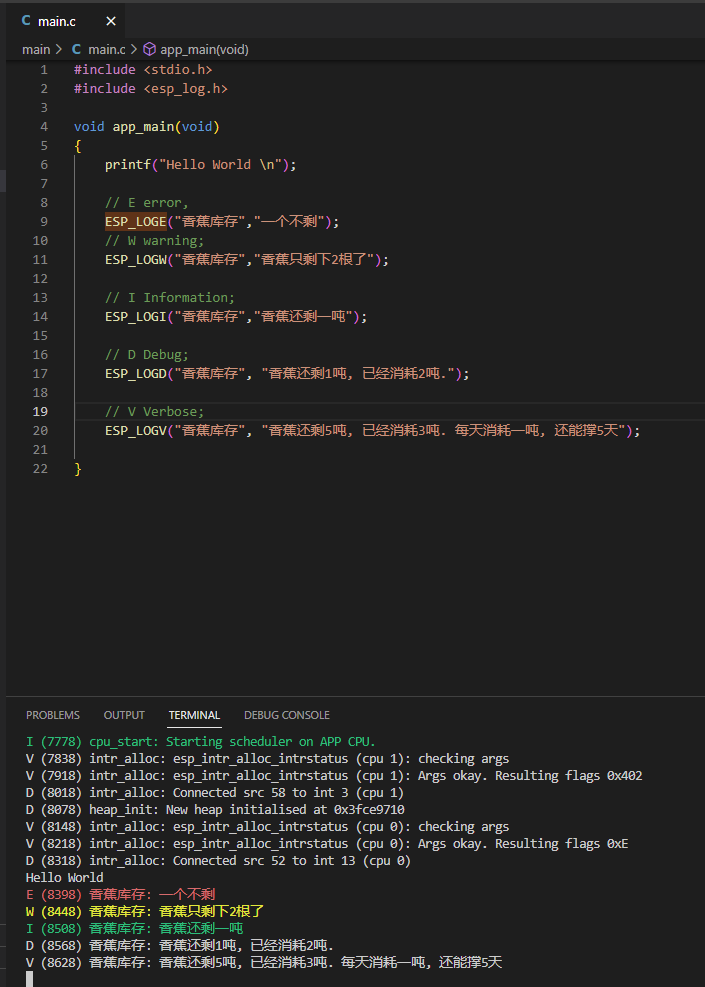 C main.c ×
main > C main.c > app_main(void)
1 #include <stdio.h>
2 #include <esp_log.h>
3
4 void app_main(void)
5 {
6 printf("Hello World \n");
7
8 // E error,
9 ESP_LOGE("香蕉库存","一个不剩");
10 // W warning;
11 ESP_LOGW("香蕉库存","香蕉只剩下2根了");
12
13 // I Information;
14 ESP_LOGI("香蕉库存","香蕉还剩一吨");
15
16 // D Debug;
17 ESP_LOGD("香蕉库存", "香蕉还剩1吨, 已经消耗2吨.");
18
19 // V Verbose;
20 ESP_LOGV("香蕉库存", "香蕉还剩5吨, 已经消耗3吨. 每天消耗一吨, 还能撑5天");
21
22 }
PROBLEMS OUTPUT TERMINAL DEBUG CONSOLE
I (7778) cpu_start: Starting scheduler on APP CPU.
V (7838) intr_alloc: esp_intr_alloc_intrstatus (cpu 1): checking args
V (7918) intr_alloc: esp_intr_alloc_intrstatus (cpu 1): Args okay. Resulting flags 0x402
D (8018) intr_alloc: Connected src 58 to int 3 (cpu 1)
D (8078) heap_init: New heap initialised at 0x3fce9710
V (8148) intr_alloc: esp_intr_alloc_intrstatus (cpu 0): checking args
V (8218) intr_alloc: esp_intr_alloc_intrstatus (cpu 0): Args okay. Resulting flags 0xE
D (8318) intr_alloc: Connected src 52 to int 13 (cpu 0)
Hello World
E (8398) 香蕉库存: 一个不剩
W (8448) 香蕉库存: 香蕉只剩下2根了
I (8508) 香蕉库存: 香蕉还剩一吨
D (8568) 香蕉库存: 香蕉还剩1吨, 已经消耗2吨.
V (8628) 香蕉库存: 香蕉还剩5吨, 已经消耗3吨. 每天消耗一吨, 还能撑5天